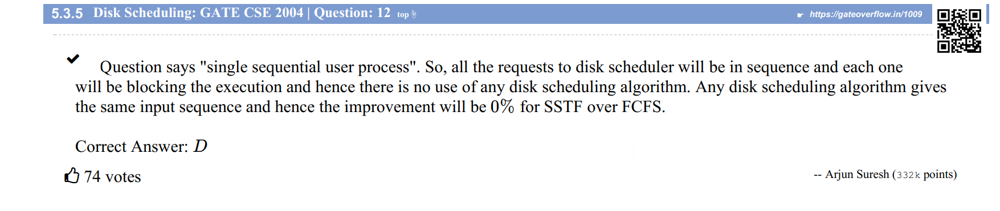 5.3.5 Disk Scheduling: GATE CSE 2004 | Question: 12 top
https://gateoverflow.in/1009
Question says "single sequential user process". So, all the requests to disk scheduler will be in sequence and each one
will be blocking the execution and hence there is no use of any disk scheduling algorithm. Any disk scheduling algorithm gives
the same input sequence and hence the improvement will be 0% for SSTF over FCFS.
Correct Answer: D
74 votes
-- Arjun Suresh (332k points)